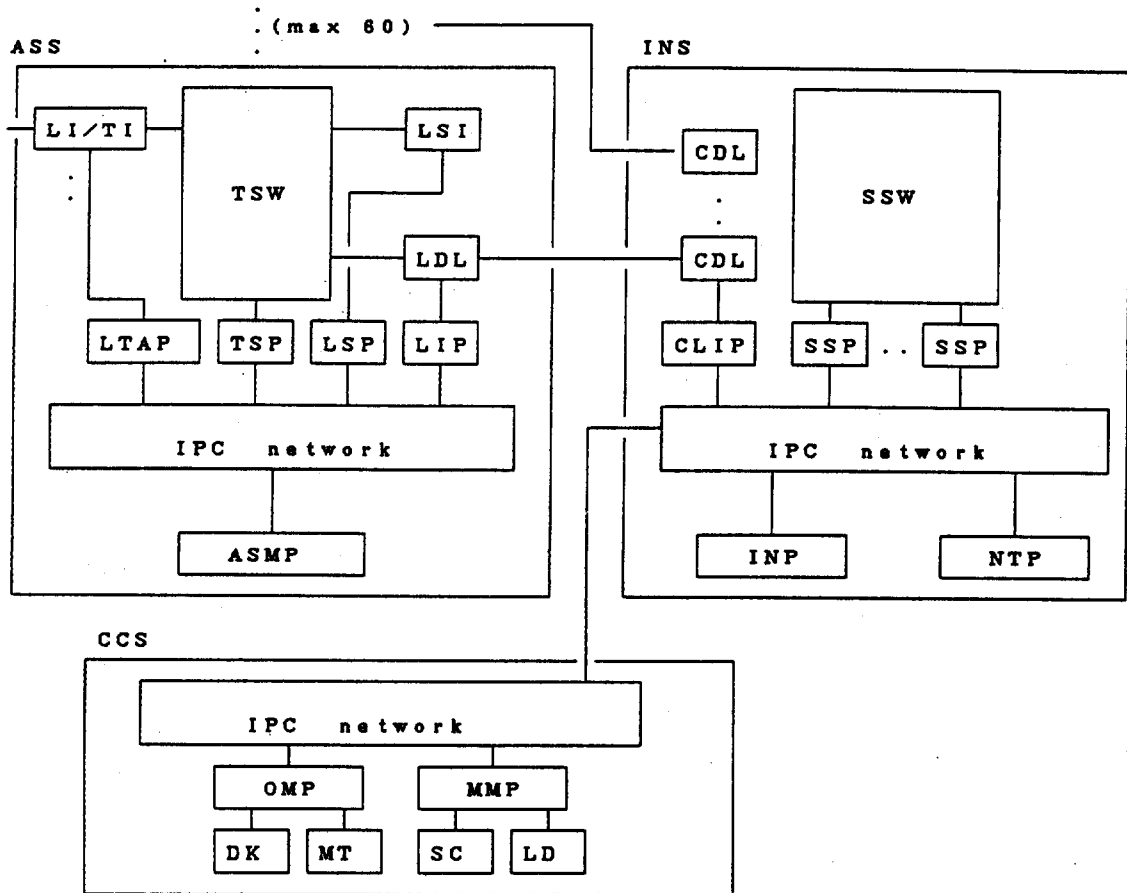 (max 60)
ASS
INS
LI/TI
LSI
CDL
TSW
SSW
LDL
CDL
LTAP
TSP
LSP
LIP
CLIP
SSP
..
SSP
IPC network
IPC network
ASMP
INP
NTP
CCS
IPC network
OMP
MMP
DK
MT
SC
LD